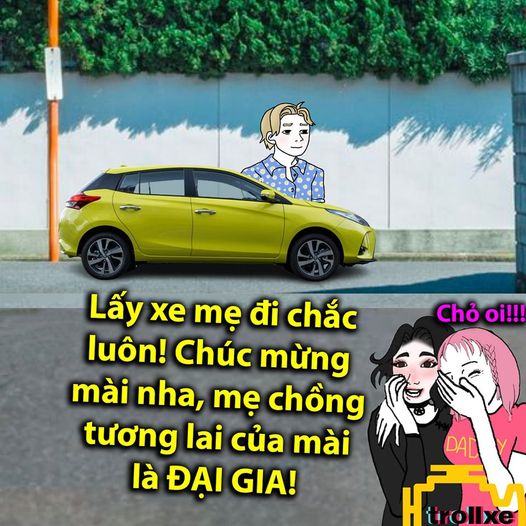 Lấy xe mẹ đi chắc
luôn! Chúc mừng
mài nha, mẹ chồng
tương lai của mài
là ĐẠI GIA!
Chỏ oi!!!
DADDY
trollxe